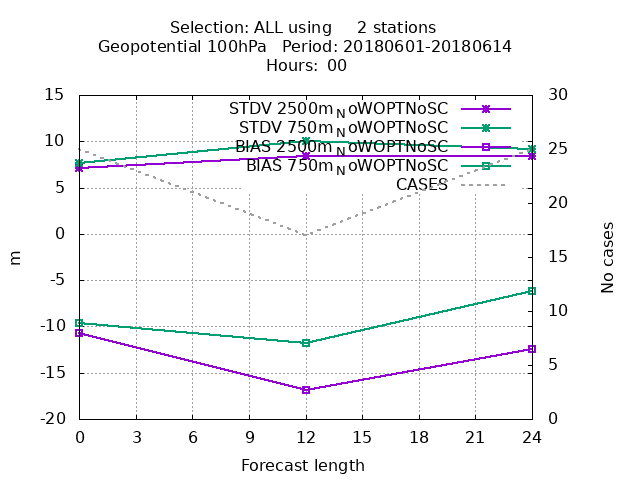 Selection: ALL using     2 stations
Geopotential 100hPa   Period: 20180601-20180614
Hours: 00
15
10
5
0
-5
-10
-15
-20
m
STDV 2500m_NoWOPTNoSC
STDV 750m_NoWOPTNoSC
BIAS 2500m_NoWOPTNoSC
BIAS 750m_NoWOPTNoSC
CASES
30
25
20
15
10
5
0
No cases
0 3 6 9 12 15 18 21 24
Forecast length